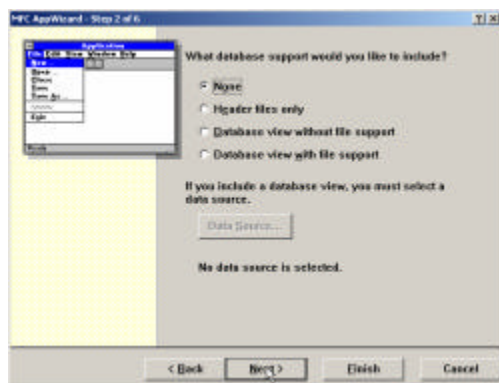 MFC AppWizard - Step 2 of 6
Application
File Edit View Window Help
New...
Open...
Close
Save
Save As...
Exit
Ready
What database support would you like to include?
None
Header files only
Database view without file support
Database view with file support
If you include a database view, you must select a
data source.
Data Source...
No data source is selected.
< Back Next > Finish Cancel